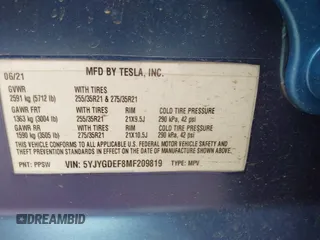 06/21 MFD BY TESLA, INC.
GVWR WITH TIRES
2591 kg (5712 lb) 255/35R21 & 275/35R21
GAWR FRT WITH TIRES RIM COLD TIRE PRESSURE
1363 kg (3004 lb) 255/35R21 21X9.5J 290 kPa, 42 psi
GAWR RR WITH TIRES RIM COLD TIRE PRESSURE
1590 kg (3505 lb) 275/35R21 21X10.5J 290 kPa, 42 psi
THIS VEHICLE CONFORMS TO ALL APPLICABLE U.S. FEDERAL MOTOR VEHICLE SAFETY
STANDARDS IN EFFECT ON THE DATE OF MANUFACTURE SHOWN ABOVE.
PNT: PPSW VIN: 5YJYGDEF8MF209819 TYPE: MPV
DIDIBIDTHIS.COM